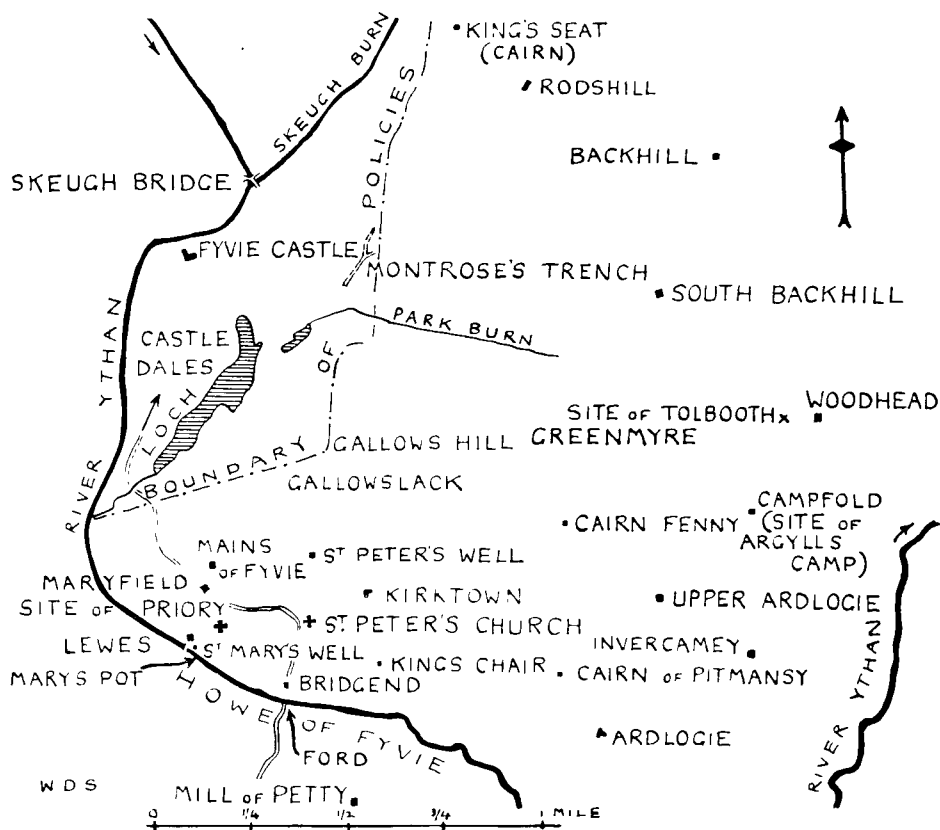 KING'S SEAT
(CAIRN)
SKEUGH BURN
POLICIES
RODSHILL
BACKHILL
SKEUGH BRIDGE
FYVIE CASTLE
MONTROSE'S TRENCH
SOUTH BACKHILL
PARK BURN
CASTLE
DALES
RIVER YTHAN
LOCH
OF
WOODHEAD
SITE OF TOLBOOTH x
GREENMYRE
BOUNDARY
GALLOWS HILL
GALLOWSLACK
CAMPFOLD
(SITE OF
ARGYLLS
CAMP)
CAIRN FENNY
MAINS
OF FYVIE
ST PETER'S WELL
MARYFIELD
KIRKTOWN
UPPER ARDLOGIE
SITE OF PRIORY
ST. PETER'S CHURCH
INVERCAMEY
LEWES
ST MARY'S WELL
KINGS CHAIR
CAIRN OF PITMANSY
MARYS POT
BRIDGEND
HOWE OF FYVIE
FORD
ARDLOGIE
RIVER YTHAN
WDS
MILL OF PETTY
0 1/4 1/2 3/4 1 MILE